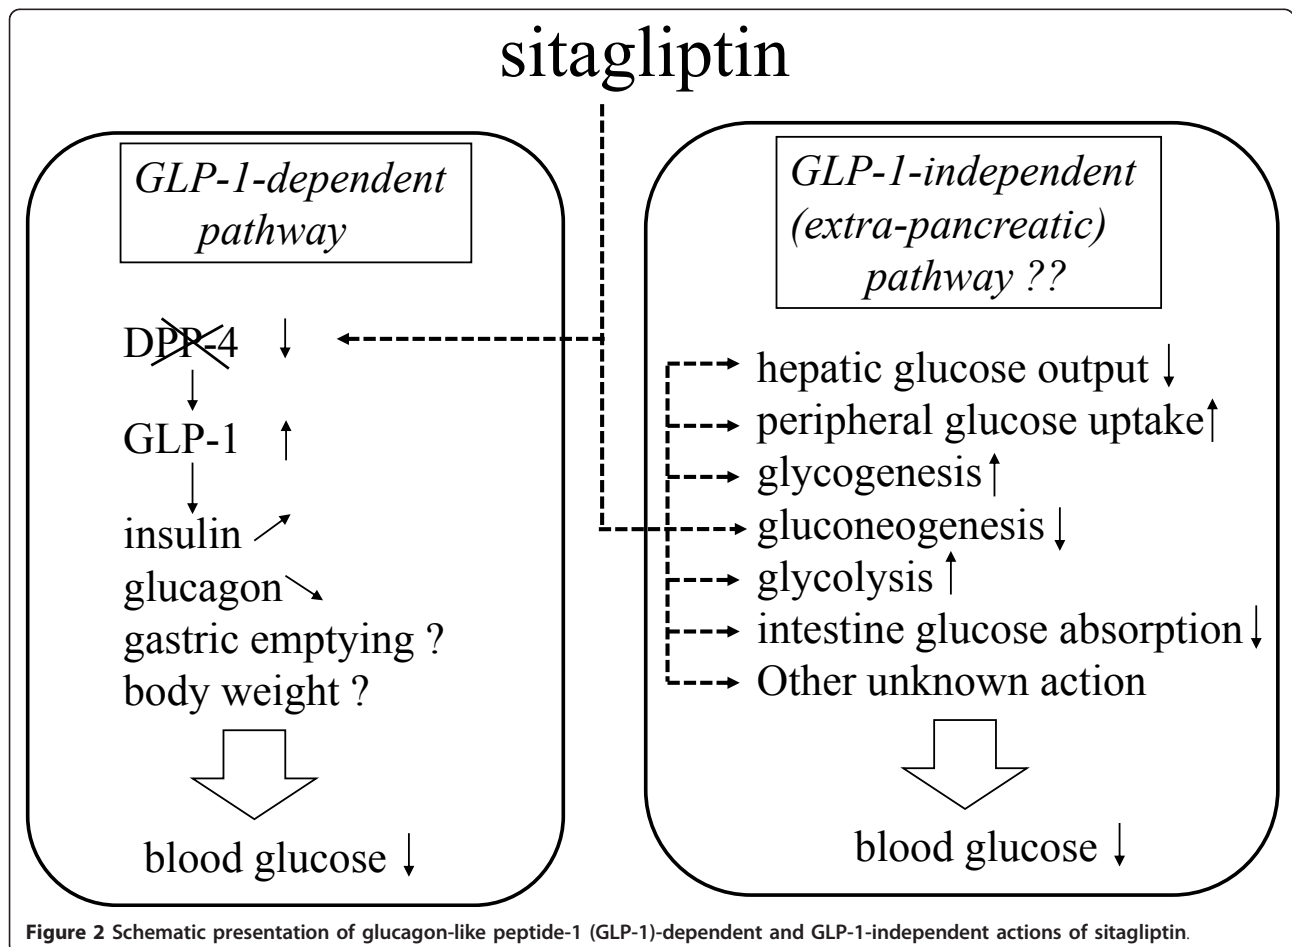 sitagliptin
GLP-1-dependent
pathway
DPP-4 ↓
GLP-1 ↑
insulin ↗
glucagon ↘
gastric emptying ?
body weight ?
blood glucose ↓
GLP-1-independent
(extra-pancreatic)
pathway ??
hepatic glucose output ↓
peripheral glucose uptake ↑
glycogenesis ↑
gluconeogenesis ↓
glycolysis ↑
intestine glucose absorption ↓
Other unknown action
blood glucose ↓
Figure 2 Schematic presentation of glucagon-like peptide-1 (GLP-1)-dependent and GLP-1-independent actions of sitagliptin.